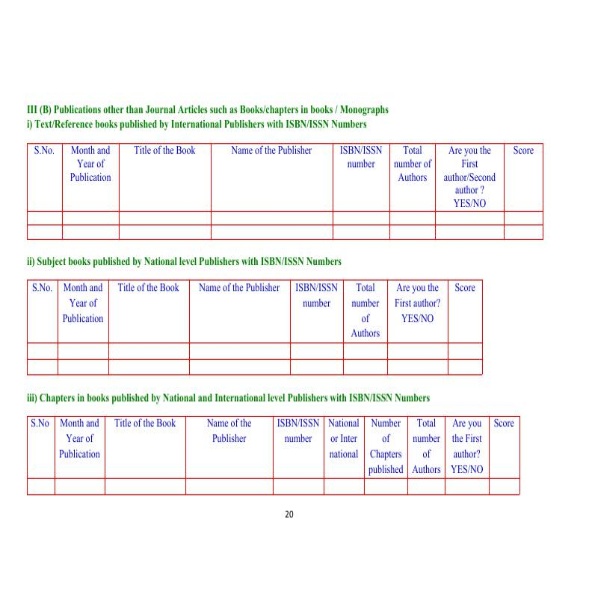 III (B) Publications other than Journal Articles such as Books/chapters in books / Monographs
i) Text/Reference books published by International Publishers with ISBN/ISSN Numbers
S.No. Month and Year of Publication Title of the Book Name of the Publisher ISBN/ISSN number Total number of Authors Are you the First author/Second author ? YES/NO Score
ii) Subject books published by National level Publishers with ISBN/ISSN Numbers
S.No. Month and Year of Publication Title of the Book Name of the Publisher ISBN/ISSN number Total number of Authors Are you the First author? YES/NO Score
iii) Chapters in books published by National and International level Publishers with ISBN/ISSN Numbers
S.No Month and Year of Publication Title of the Book Name of the Publisher ISBN/ISSN number National or Inter national Number of Chapters published Total number of Authors Are you the First author? YES/NO Score
20